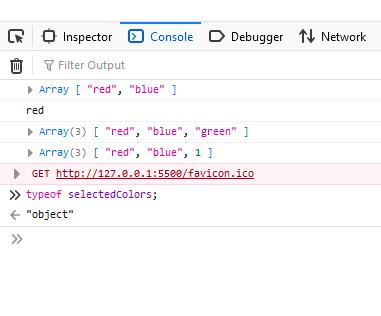 Inspector Console Debugger Network
Filter Output
Array [ "red", "blue" ]
red
Array(3) [ "red", "blue", "green" ]
Array(3) [ "red", "blue", 1 ]
GET http://127.0.0.1:5500/favicon.ico
typeof selectedColors;
"object"